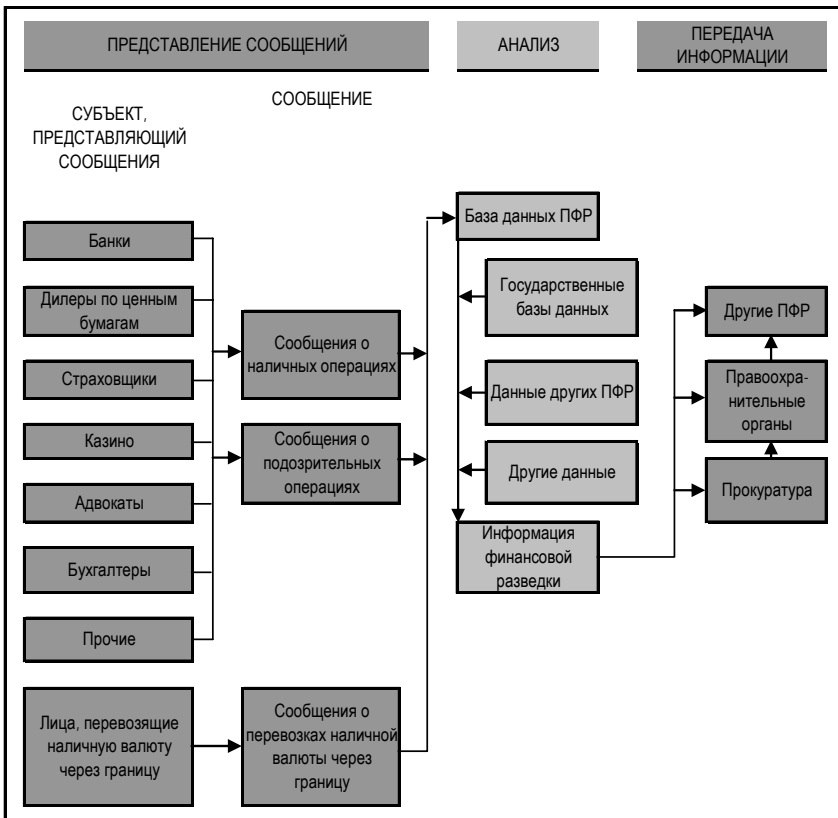 ПРЕДСТАВЛЕНИЕ СООБЩЕНИЙ
АНАЛИЗ
ПЕРЕДАЧА
ИНФОРМАЦИИ
СООБЩЕНИЕ
СУБЪЕКТ,
ПРЕДСТАВЛЯЮЩИЙ
СООБЩЕНИЯ
Банки
Дилеры по ценным
бумагам
Страховщики
Казино
Адвокаты
Бухгалтеры
Прочие
Лица, перевозящие
наличную валюту
через границу
Сообщения о
наличных операциях
Сообщения о
подозрительных
операциях
Сообщения о
перевозках наличной
валюты через
границу
База данных ПФР
Государственные
базы данных
Данные других ПФР
Другие данные
Информация
финансовой
разведки
Другие ПФР
Правоохра-
нительные
органы
Прокуратура